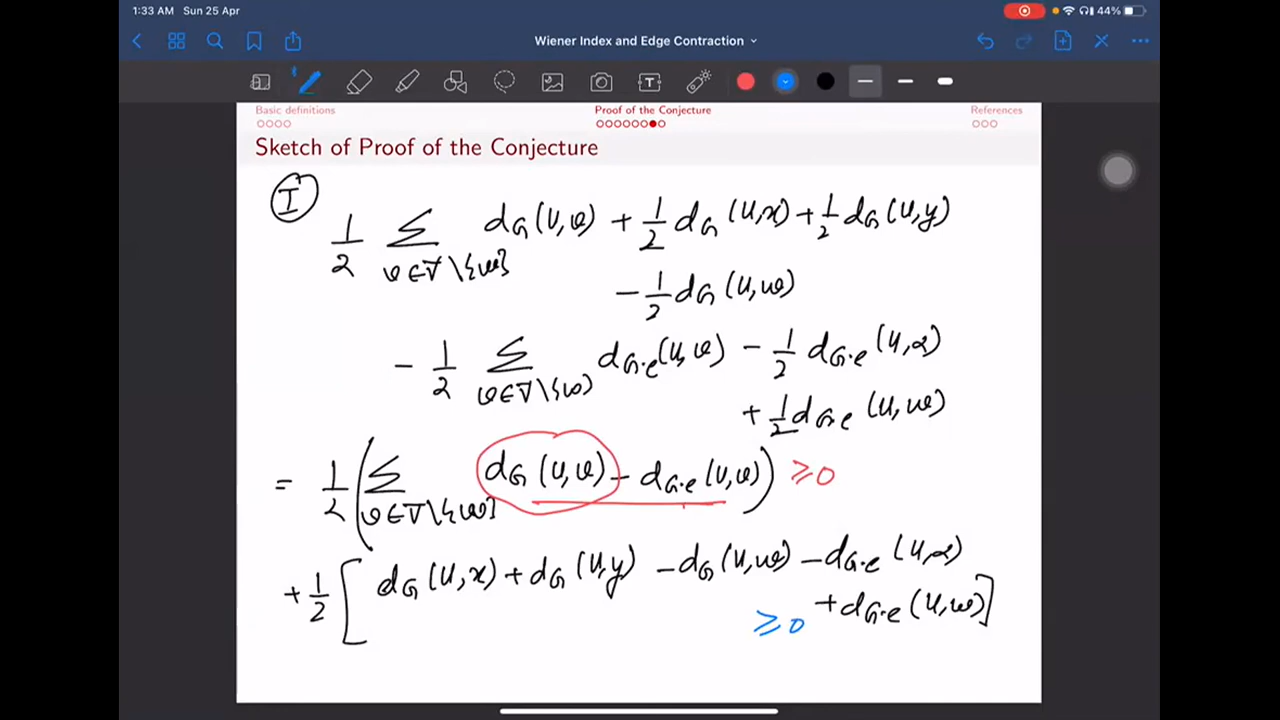 1:33 AM Sun 25 Apr
44%
Wiener Index and Edge Contraction
Basic definitions
Proof of the Conjecture
References
Sketch of Proof of the Conjecture
I
1/2 Σ_{v∈V\{w}} d_G(u,v) + 1/2 d_G(u,x) + 1/2 d_G(u,y)
− 1/2 d_G(u,w)
− 1/2 Σ_{v∈V\{w}} d_{G·e}(u,v) − 1/2 d_{G·e}(u,α)
+ 1/2 d_{G·e}(u,w)
= 1/2 ( Σ_{v∈V\{w}} d_G(u,v) − d_{G·e}(u,v) ) ≥0
+ 1/2 [ d_G(u,x) + d_G(u,y) − d_G(u,w) − d_{G·e}(u,α)
≥0 + d_{G·e}(u,w) ]